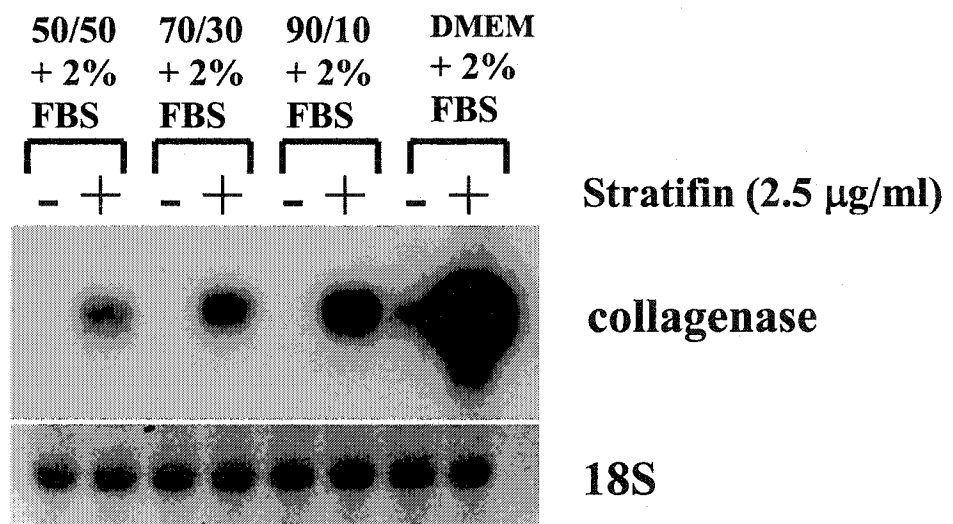 50/50 70/30 90/10 DMEM
+ 2% + 2% + 2% + 2%
FBS FBS FBS FBS
- + - + - + - + Stratifin (2.5 μg/ml)
collagenase
18S